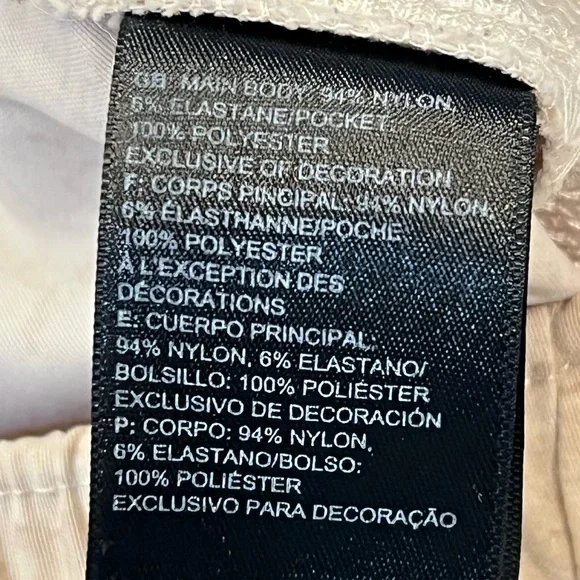 GB: MAIN BODY: 94% NYLON,
6% ELASTANE/POCKET:
100% POLYESTER
EXCLUSIVE OF DECORATION
F: CORPS PINCIPAL: 94% NYLON,
6% ÉLASTHANNE/POCHE
100% POLYESTER
À L'EXCEPTION DES
DÉCORATIONS
E: CUERPO PRINCIPAL:
94% NYLON, 6% ELASTANO/
BOLSILLO: 100% POLIÉSTER
EXCLUSIVO DE DECORACIÓN
P: CORPO: 94% NYLON,
6% ELASTANO/BOLSO:
100% POLIÉSTER
EXCLUSIVO PARA DECORAÇÃO